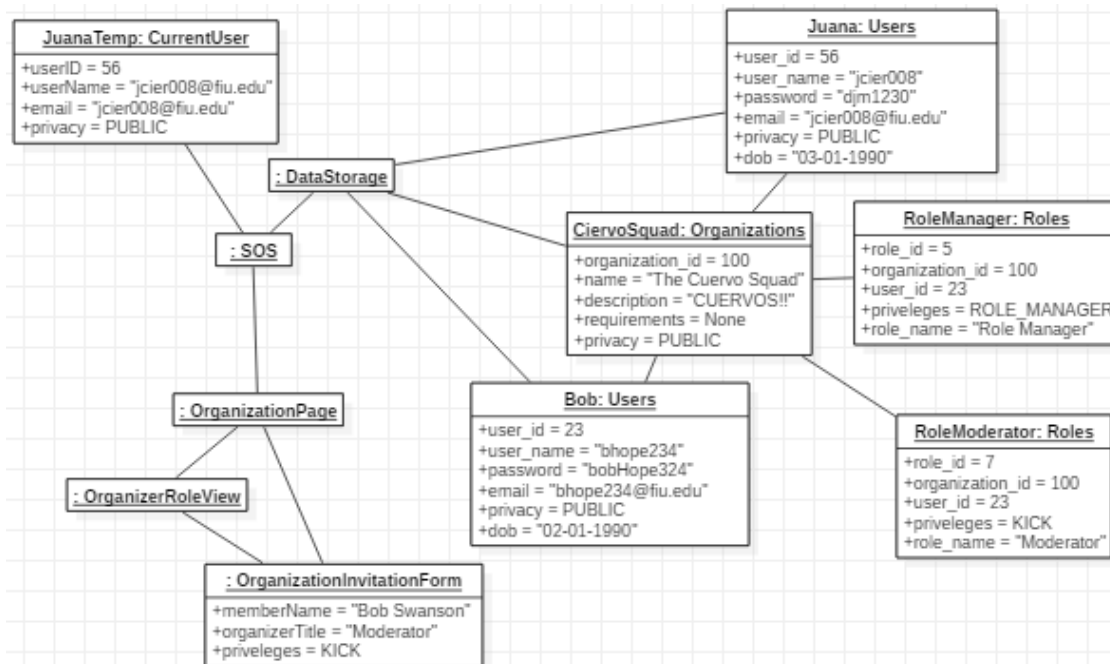 JuanaTemp: CurrentUser
+userID = 56
+userName = "jcier008@fiu.edu"
+email = "jcier008@fiu.edu"
+privacy = PUBLIC
Juana: Users
+user_id = 56
+user_name = "jcier008"
+password = "djm1230"
+email = "jcier008@fiu.edu"
+privacy = PUBLIC
+dob = "03-01-1990"
: DataStorage
: SOS
CiervoSquad: Organizations
+organization_id = 100
+name = "The Cuervo Squad"
+description = "CUERVOS!!"
+requirements = None
+privacy = PUBLIC
RoleManager: Roles
+role_id = 5
+organization_id = 100
+user_id = 23
+priveleges = ROLE_MANAGER
+role_name = "Role Manager"
: OrganizationPage
Bob: Users
+user_id = 23
+user_name = "bhope234"
+password = "bobHope324"
+email = "bhope234@fiu.edu"
+privacy = PUBLIC
+dob = "02-01-1990"
RoleModerator: Roles
+role_id = 7
+organization_id = 100
+user_id = 23
+priveleges = KICK
+role_name = "Moderator"
: OrganizerRoleView
: OrganizationInvitationForm
+memberName = "Bob Swanson"
+organizerTitle = "Moderator"
+priveleges = KICK